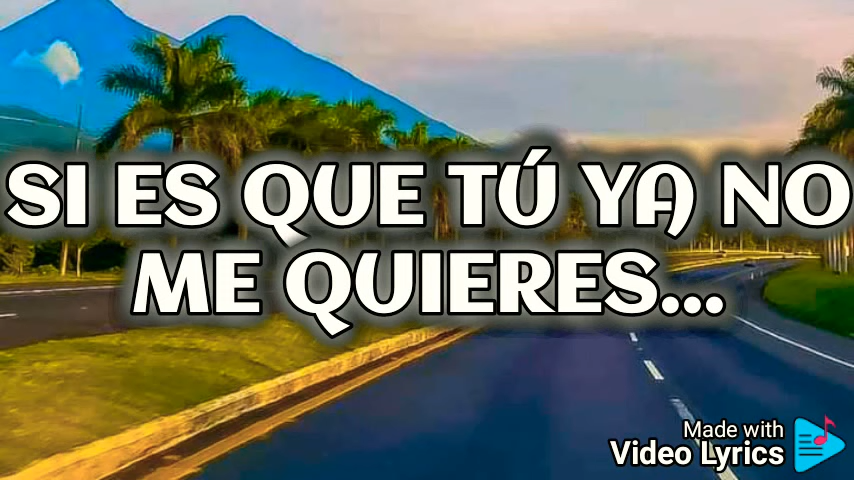 SI ES QUE TÚ YA NO
ME QUIERES...
Made with
Video Lyrics